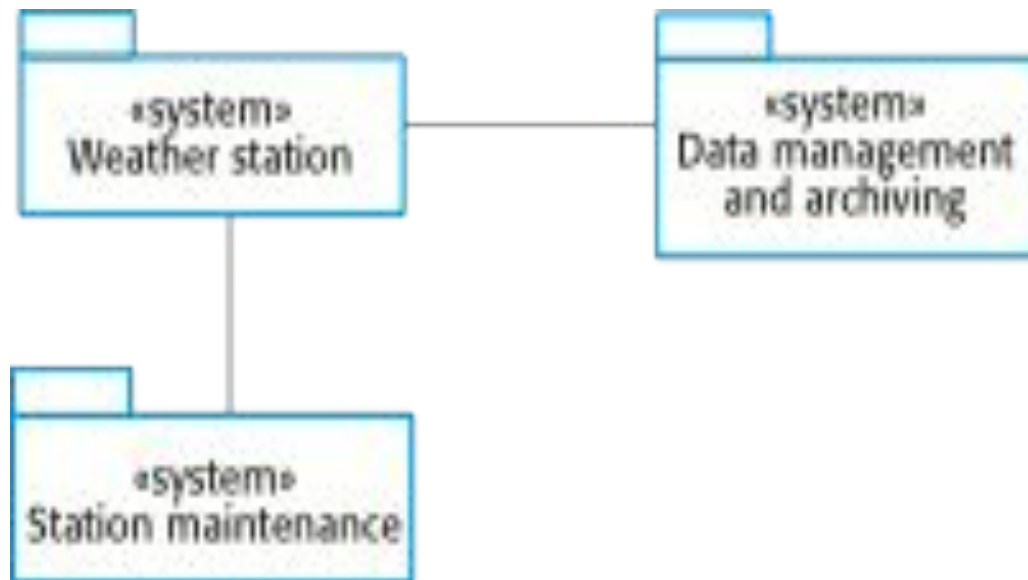 «system»
Weather station
«system»
Data management
and archiving
«system»
Station maintenance